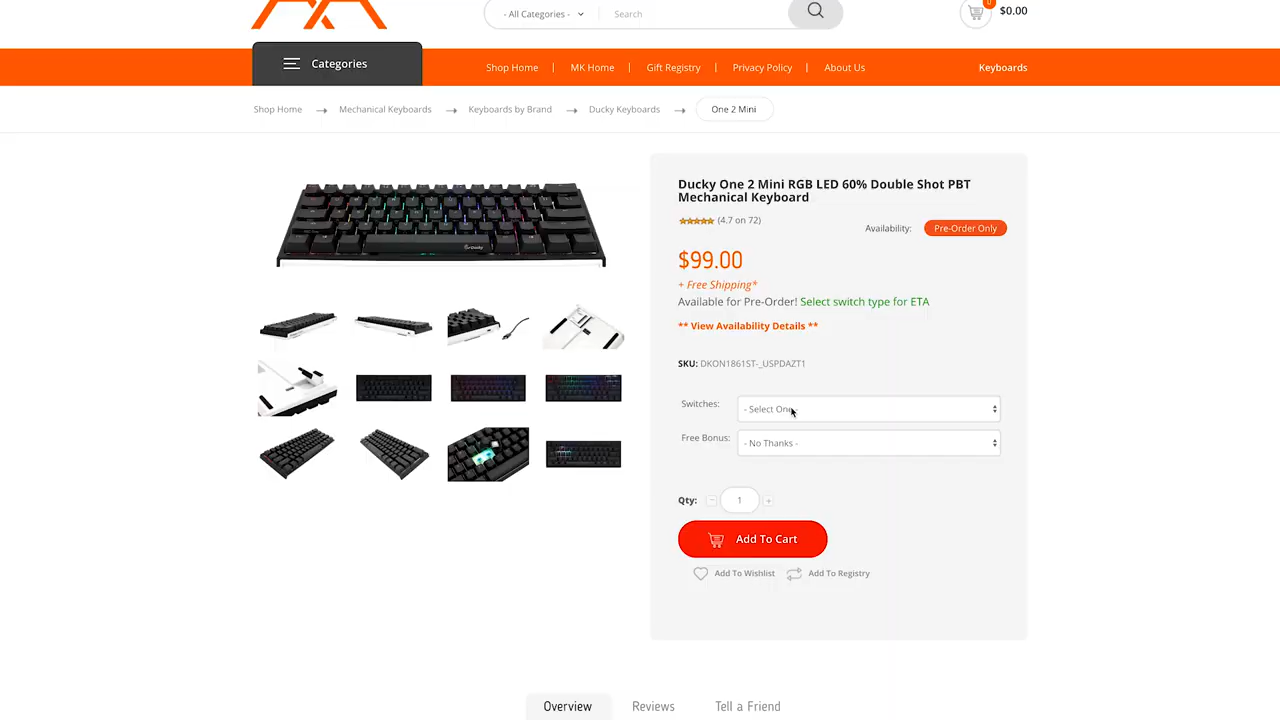 - All Categories -
Search
0
$0.00
Categories
Shop Home
MK Home
Gift Registry
Privacy Policy
About Us
Keyboards
Shop Home
Mechanical Keyboards
Keyboards by Brand
Ducky Keyboards
One 2 Mini
Ducky One 2 Mini RGB LED 60% Double Shot PBT
Mechanical Keyboard
(4.7 on 72)
Availability:
Pre-Order Only
$99.00
+ Free Shipping*
Available for Pre-Order! Select switch type for ETA
** View Availability Details **
SKU: DKON1861ST-_USPDAZT1
Switches:
- Select One
Free Bonus:
- No Thanks -
Qty:
-
1
+
Add To Cart
Add To Wishlist
Add To Registry
Overview
Reviews
Tell a Friend